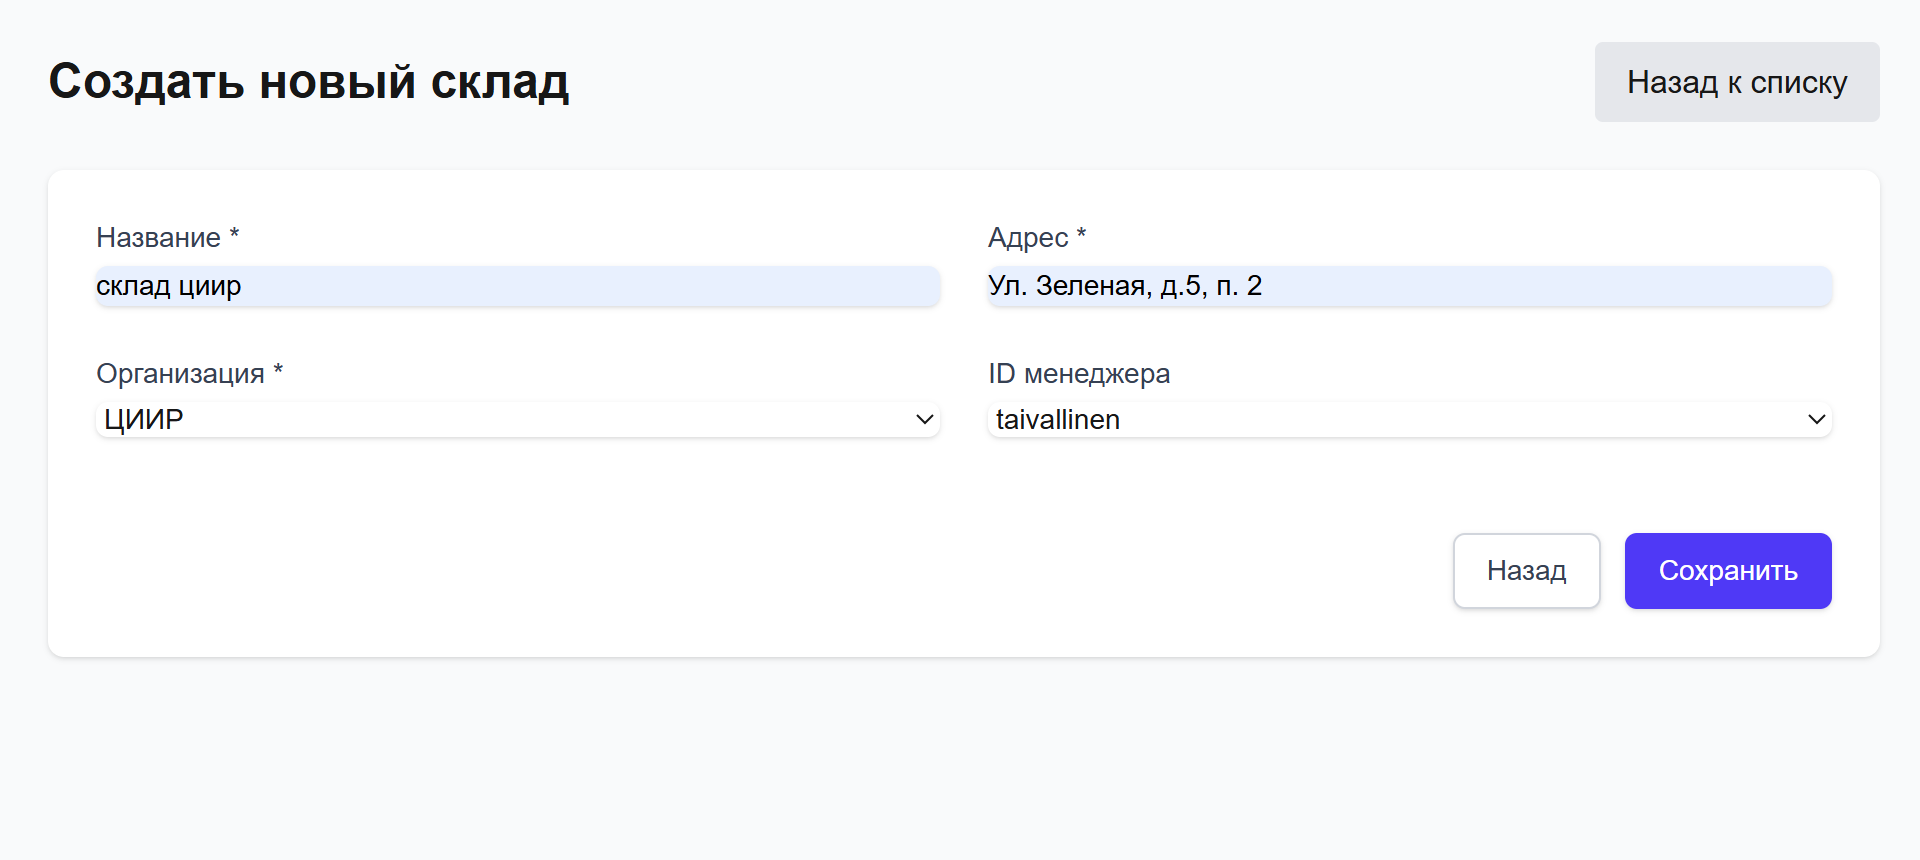 Создать новый склад
Назад к списку
Название *
склад циир
Адрес *
Ул. Зеленая, д.5, п. 2
Организация *
ЦИИР
ID менеджера
taivallinen
Назад
Сохранить